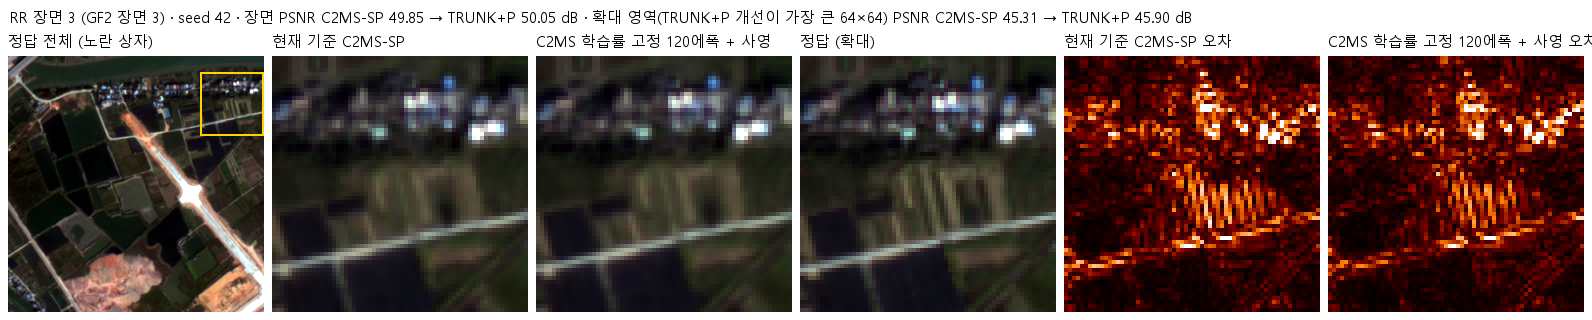 RR 장면 3 (GF2 장면 3) · seed 42 · 장면 PSNR C2MS-SP 49.85 → TRUNK+P 50.05 dB · 확대 영역(TRUNK+P 개선이 가장 큰 64×64) PSNR C2MS-SP 45.31 → TRUNK+P 45.90 dB
정답 전체 (노란 상자)
현재 기준 C2MS-SP
C2MS 학습률 고정 120에폭 + 사영
정답 (확대)
현재 기준 C2MS-SP 오차
C2MS 학습률 고정 120에폭 + 사영 오차